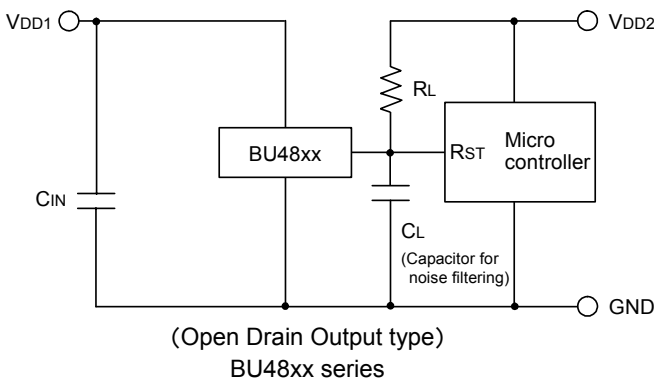 VDD1
VDD2
RL
BU48xx
RST
Micro
controller
CIN
CL
(Capacitor for
noise filtering)
GND
(Open Drain Output type)
BU48xx series